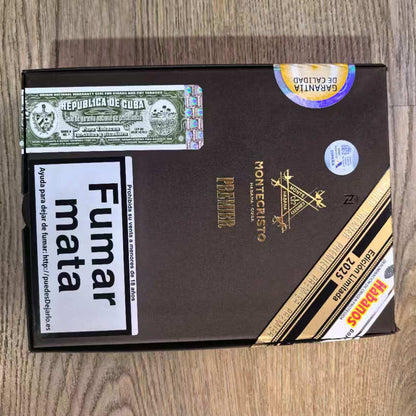 GARANTIA
DE CALIDAD
REPUBLICA DE CUBA
Fumar
mata
Prohibida su venta a menores de 18 años
Ayuda para dejar de fumar: http://puedesDejarlo.es
MONTECRISTO
HABANA CUBA
PREMIER
Edición Limitada
2025
Habanos